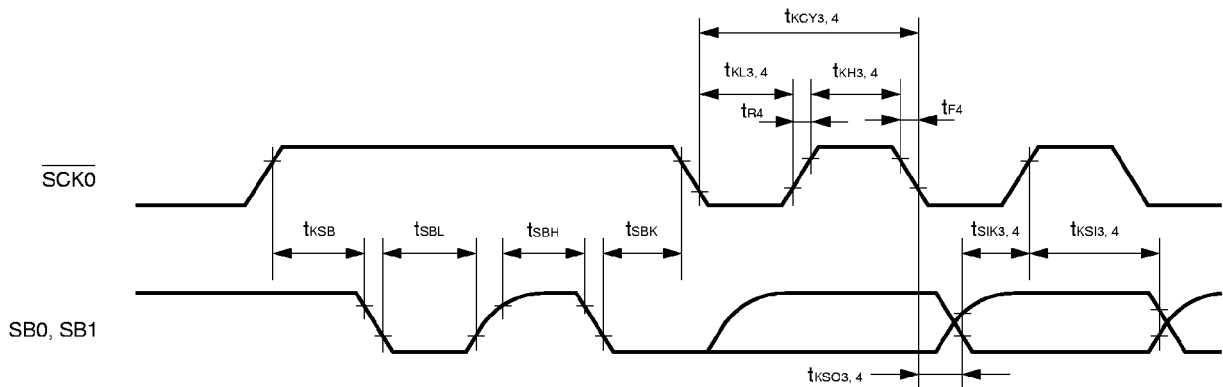 tKCY3, 4
tKL3, 4 tKH3, 4
tR4 tF4
SCK0
tKSB tSBL tSBH tSBK tSIK3, 4 tKSI3, 4
SB0, SB1
tKSO3, 4